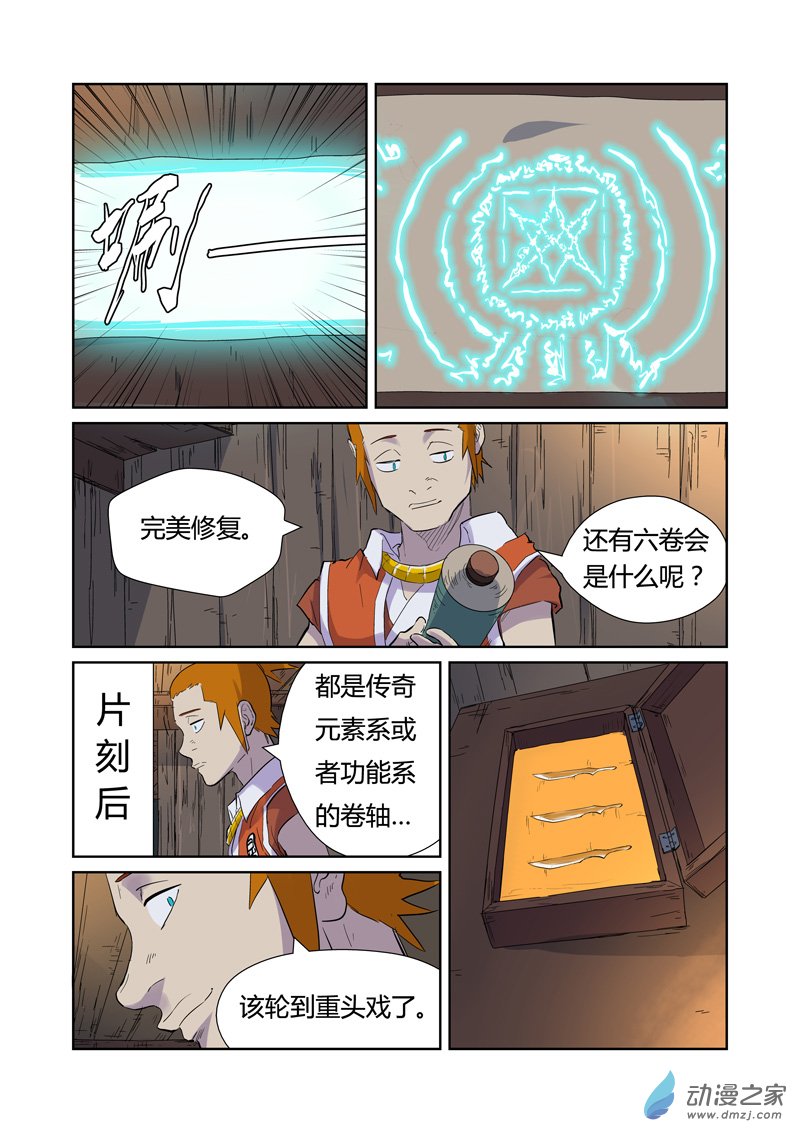 唰—
完美修复。
还有六卷会
是什么呢？
片刻后
都是传奇
元素系或
者功能系
的卷轴…
该轮到重头戏了。
动漫之家
www.dmzj.com